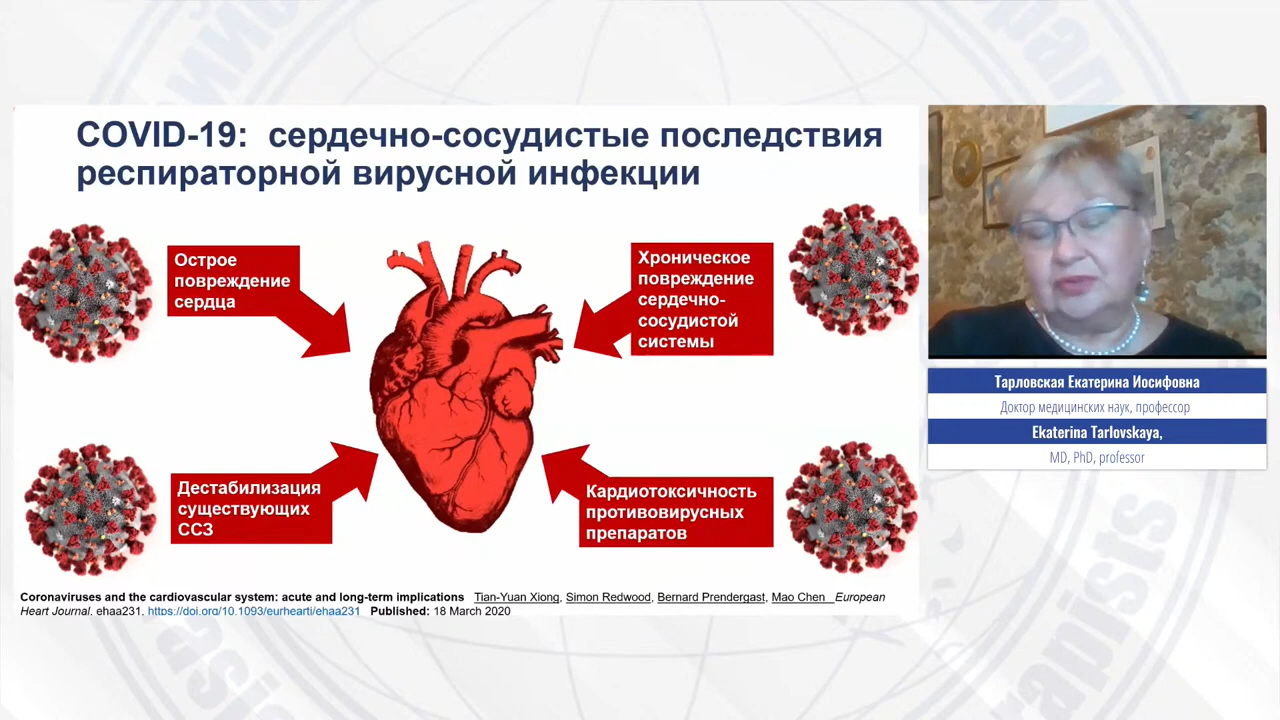 COVID-19: сердечно-сосудистые последствия
респираторной вирусной инфекции
Острое
повреждение
сердца
Хроническое
повреждение
сердечно-
сосудистой
системы
Дестабилизация
существующих
ССЗ
Кардиотоксичность
противовирусных
препаратов
Coronaviruses and the cardiovascular system: acute and long-term implications Tian-Yuan Xiong, Simon Redwood, Bernard Prendergast, Mao Chen European
Heart Journal, ehaa231, https://doi.org/10.1093/eurheartj/ehaa231 Published: 18 March 2020
Тарловская Екатерина Иосифовна
Доктор медицинских наук, профессор
Ekaterina Tarlovskaya,
MD, PhD, professor